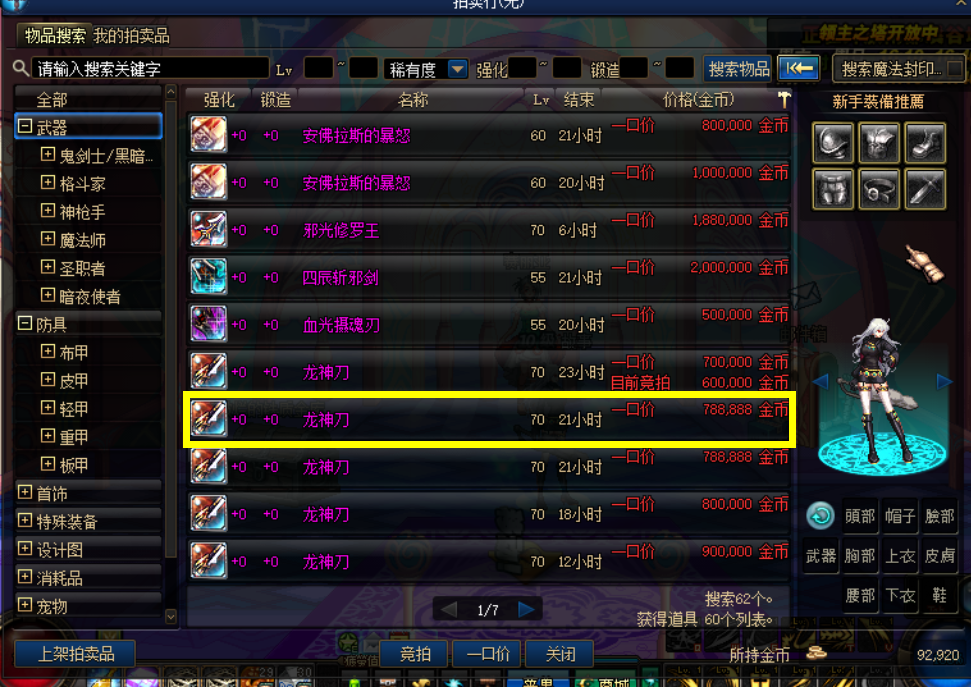 拍卖行(无)
物品搜索 我的拍卖品
领主之塔开放中
请输入搜索关键字 Lv ~ 稀有度 强化 ~ 锻造 ~ 搜索物品 搜索魔法封印...
全部
武器
鬼剑士/黑暗...
格斗家
神枪手
魔法师
圣职者
暗夜使者
防具
布甲
皮甲
轻甲
重甲
板甲
首饰
特殊装备
设计图
消耗品
宠物
强化 锻造 名称 Lv 结束 价格(金币)
+0 +0 安佛拉斯的暴怒 60 21小时 一口价 800,000 金币
+0 +0 安佛拉斯的暴怒 60 20小时 一口价 1,000,000 金币
+0 +0 邪光修罗王 70 6小时 一口价 1,880,000 金币
+0 +0 四辰斩邪剑 55 21小时 一口价 2,000,000 金币
+0 +0 血光摄魂刃 55 20小时 一口价 500,000 金币
+0 +0 龙神刀 70 23小时 一口价 700,000 金币
目前竞拍 600,000 金币
+0 +0 龙神刀 70 21小时 一口价 788,888 金币
+0 +0 龙神刀 70 21小时 一口价 788,888 金币
+0 +0 龙神刀 70 18小时 一口价 800,000 金币
+0 +0 龙神刀 70 12小时 一口价 900,000 金币
1/7
搜索62个。
获得道具 60个列表。
新手装備推薦
頭部 帽子 臉部
武器 胸部 上衣 皮膚
腰部 下衣 鞋
上架拍卖品 竞拍 一口价 关闭 所持金币 92,920
商城